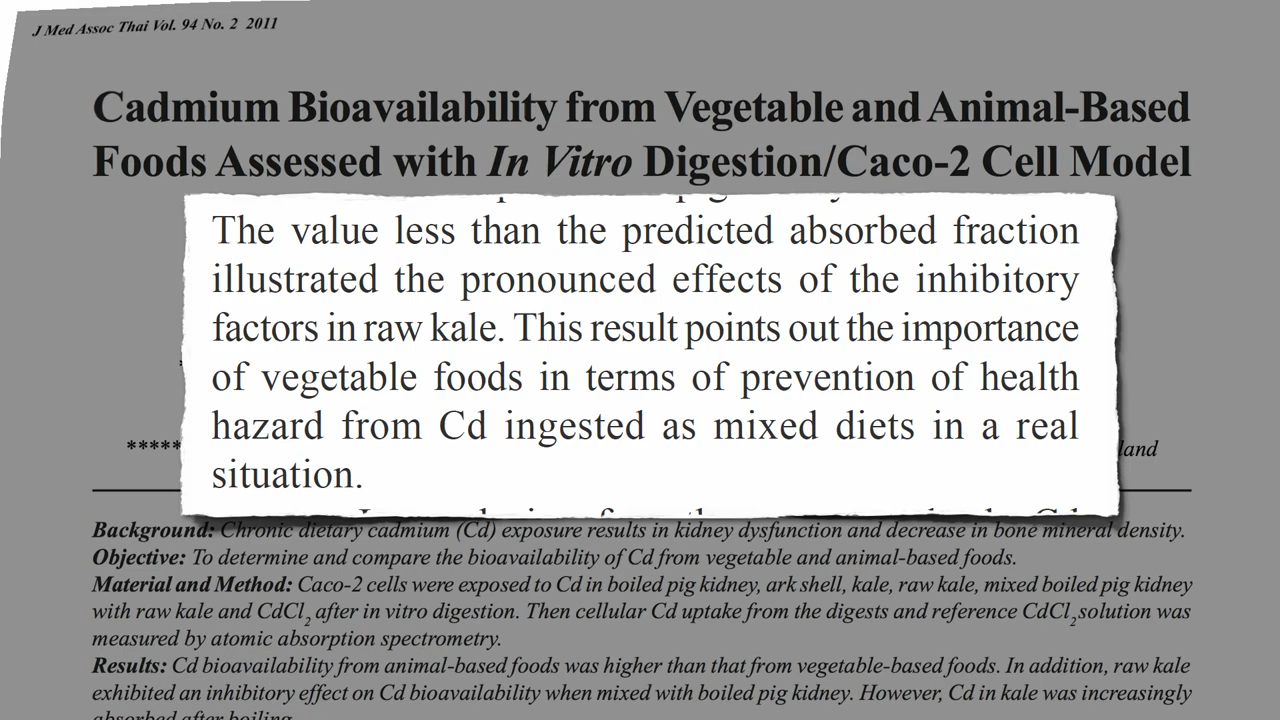 J Med Assoc Thai Vol. 94 No. 2 2011
Cadmium Bioavailability from Vegetable and Animal-Based
Foods Assessed with In Vitro Digestion/Caco-2 Cell Model
The value less than the predicted absorbed fraction
illustrated the pronounced effects of the inhibitory
factors in raw kale. This result points out the importance
of vegetable foods in terms of prevention of health
hazard from Cd ingested as mixed diets in a real
situation.
Background: Chronic dietary cadmium (Cd) exposure results in kidney dysfunction and decrease in bone mineral density.
Objective: To determine and compare the bioavailability of Cd from vegetable and animal-based foods.
Material and Method: Caco-2 cells were exposed to Cd in boiled pig kidney, ark shell, kale, raw kale, mixed boiled pig kidney
with raw kale and CdCl2 after in vitro digestion. Then cellular Cd uptake from the digests and reference CdCl2 solution was
measured by atomic absorption spectrometry.
Results: Cd bioavailability from animal-based foods was higher than that from vegetable-based foods. In addition, raw kale
exhibited an inhibitory effect on Cd bioavailability when mixed with boiled pig kidney. However, Cd in kale was increasingly
absorbed after boiling.